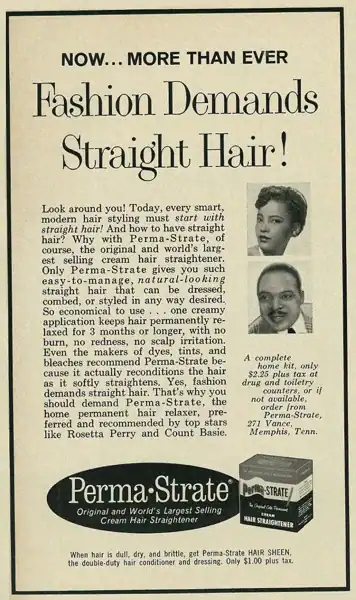 NOW... MORE THAN EVER
Fashion Demands
Straight Hair!
Look around you! Today, every smart,
modern hair styling must start with
straight hair! And how to have straight
hair? Why with Perma-Strate, of
course, the original and world's larg-
est selling cream hair straightener.
Only Perma-Strate gives you such
easy-to-manage, natural-looking
straight hair that can be dressed,
combed, or styled in any way desired.
So economical to use . . . one creamy
application keeps hair permanently re-
laxed for 3 months or longer, with no
burn, no redness, no scalp irritation.
Even the makers of dyes, tints, and
bleaches recommend Perma-Strate be-
cause it actually reconditions the hair
as it softly straightens. Yes, fashion
demands straight hair. That's why you
should demand Perma-Strate, the
home permanent hair relaxer, pre-
ferred and recommended by top stars
like Rosetta Perry and Count Basie.
A complete
home kit, only
$2.25 plus tax at
drug and toiletry
counters, or if
not available,
order from
Perma-Strate,
271 Vance,
Memphis, Tenn.
Perma-Strate®
Original and World's Largest Selling
Cream Hair Straightener
Perma-STRATE
CREAM
HAIR STRAIGHTENER
When hair is dull, dry, and brittle, get Perma-Strate HAIR SHEEN,
the double-duty hair conditioner and dressing. Only $1.00 plus tax.